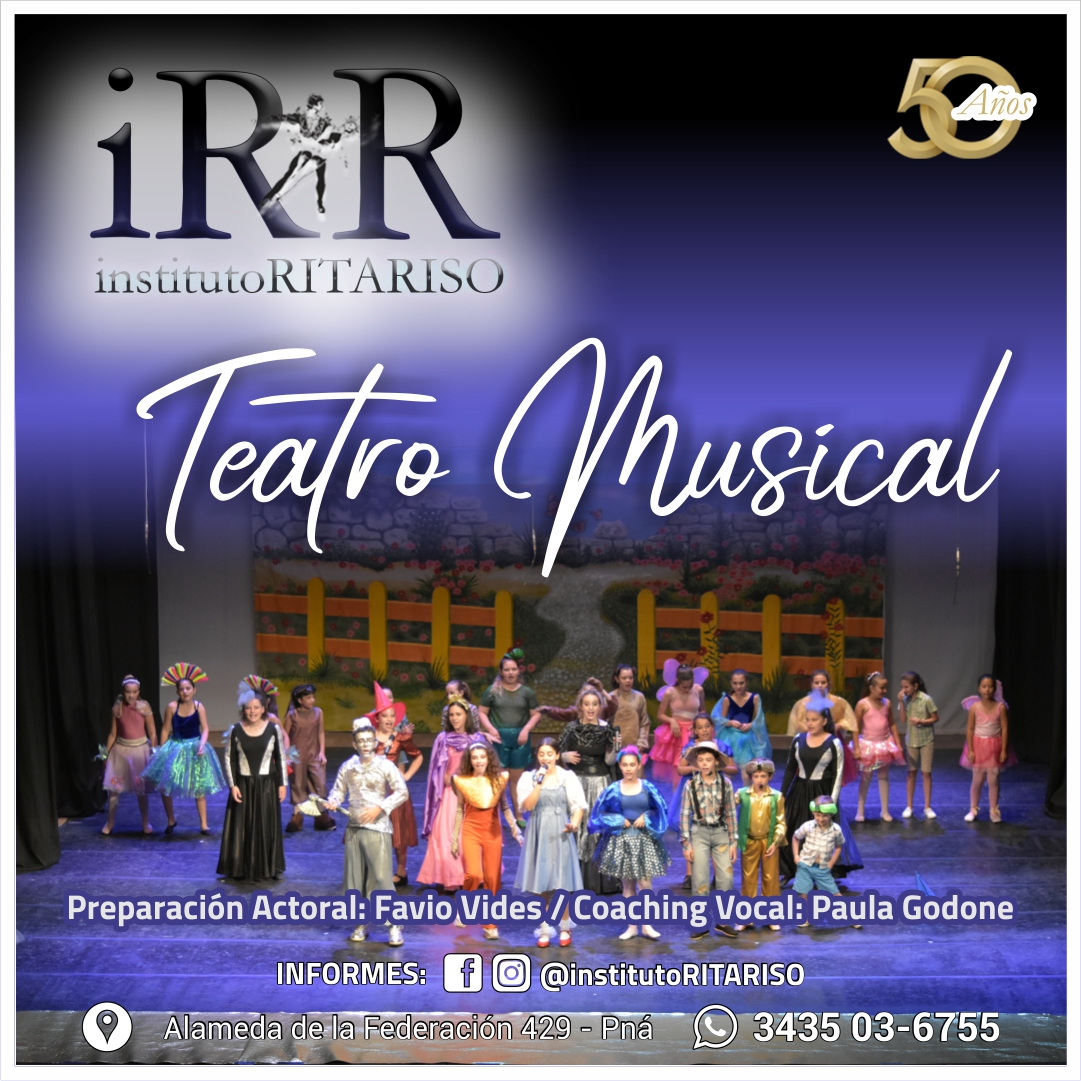 iRR
institutoRITARISO
50 Años
Teatro Musical
Preparación Actoral: Favio Vides / Coaching Vocal: Paula Godone
INFORMES: @institutoRITARISO
Alameda de la Federación 429 - Pná 3435 03-6755